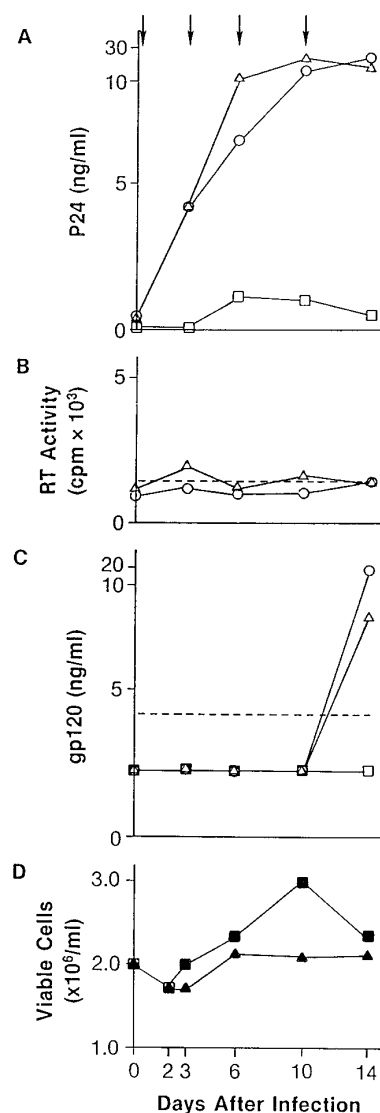 A
P24 (ng/ml)
30
10
5
0
B
RT Activity
(cpm × 10³)
5
0
C
gp120 (ng/ml)
20
10
5
0
D
Viable Cells
(x10⁶/ml)
3.0
2.0
1.0
0 2 3 6 10 14
Days After Infection